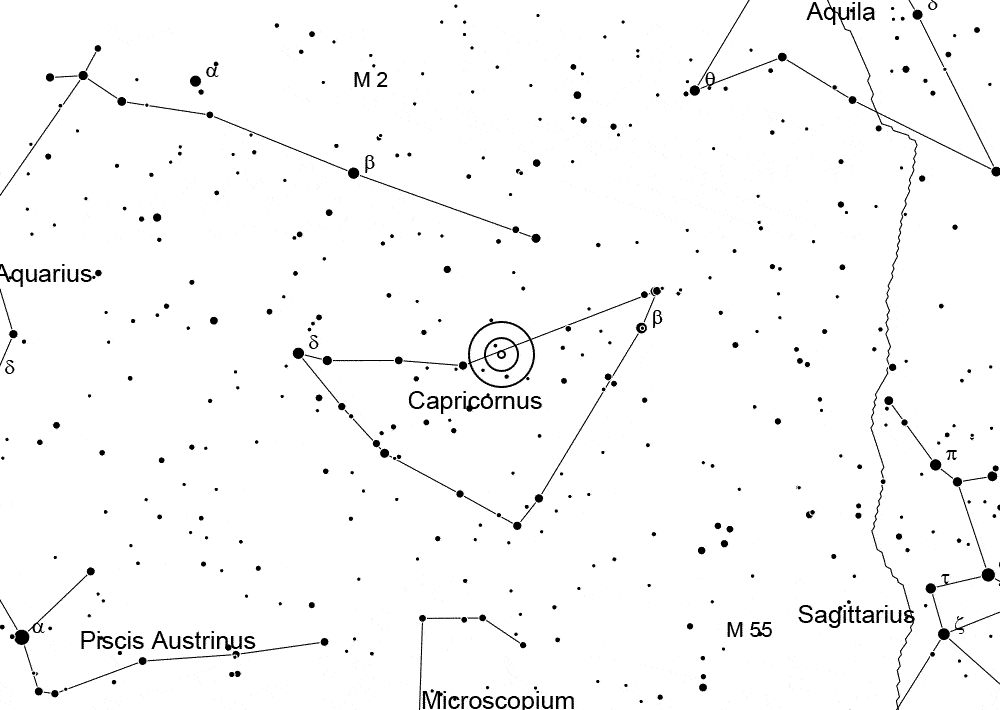 Aquila
δ
α
M 2
θ
β
Aquarius
β
δ
δ
Capricornus
π
τ
Sagittarius
α
Piscis Austrinus
M 55
ζ
Microscopium